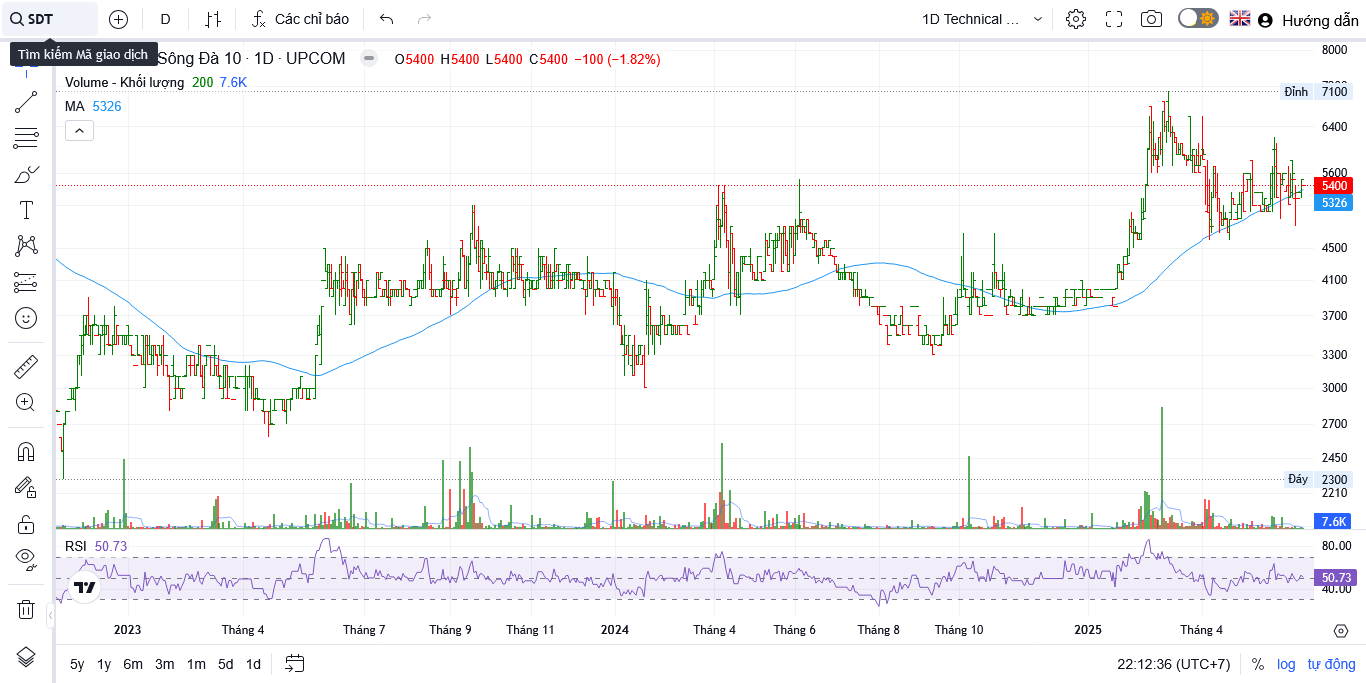 SDT
D
Các chỉ báo
1D Technical ...
Hướng dẫn
Tìm kiếm Mã giao dịch
Sông Đà 10 · 1D · UPCOM
O5400 H5400 L5400 C5400 −100 (−1.82%)
Volume - Khối lượng 200 7.6K
MA 5326
8000
Đỉnh 7100
6400
5600
5400
5326
4500
4100
3700
3300
3000
2700
2450
Đáy 2300
2210
7.6K
RSI 50.73
80.00
50.73
40.00
2023 Tháng 4 Tháng 7 Tháng 9 Tháng 11 2024 Tháng 4 Tháng 6 Tháng 8 Tháng 10 2025 Tháng 4
5y 1y 6m 3m 1m 5d 1d
22:12:36 (UTC+7) % log tự động